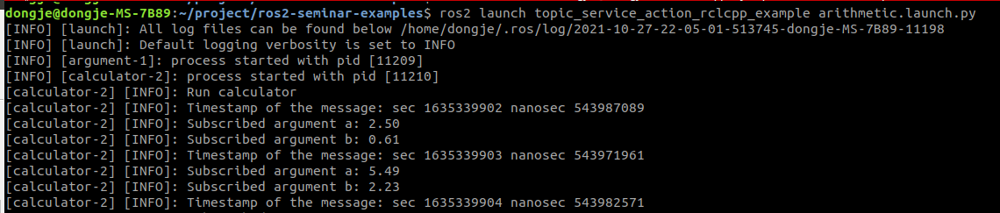 dongje@dongje-MS-7B89:~/project/ros2-seminar-examples$ ros2 launch topic_service_action_rclcpp_example arithmetic.launch.py
[INFO] [launch]: All log files can be found below /home/dongje/.ros/log/2021-10-27-22-05-01-513745-dongje-MS-7B89-11198
[INFO] [launch]: Default logging verbosity is set to INFO
[INFO] [argument-1]: process started with pid [11209]
[INFO] [calculator-2]: process started with pid [11210]
[calculator-2] [INFO]: Run calculator
[calculator-2] [INFO]: Timestamp of the message: sec 1635339902 nanosec 543987089
[calculator-2] [INFO]: Subscribed argument a: 2.50
[calculator-2] [INFO]: Subscribed argument b: 0.61
[calculator-2] [INFO]: Timestamp of the message: sec 1635339903 nanosec 543971961
[calculator-2] [INFO]: Subscribed argument a: 5.49
[calculator-2] [INFO]: Subscribed argument b: 2.23
[calculator-2] [INFO]: Timestamp of the message: sec 1635339904 nanosec 543982571